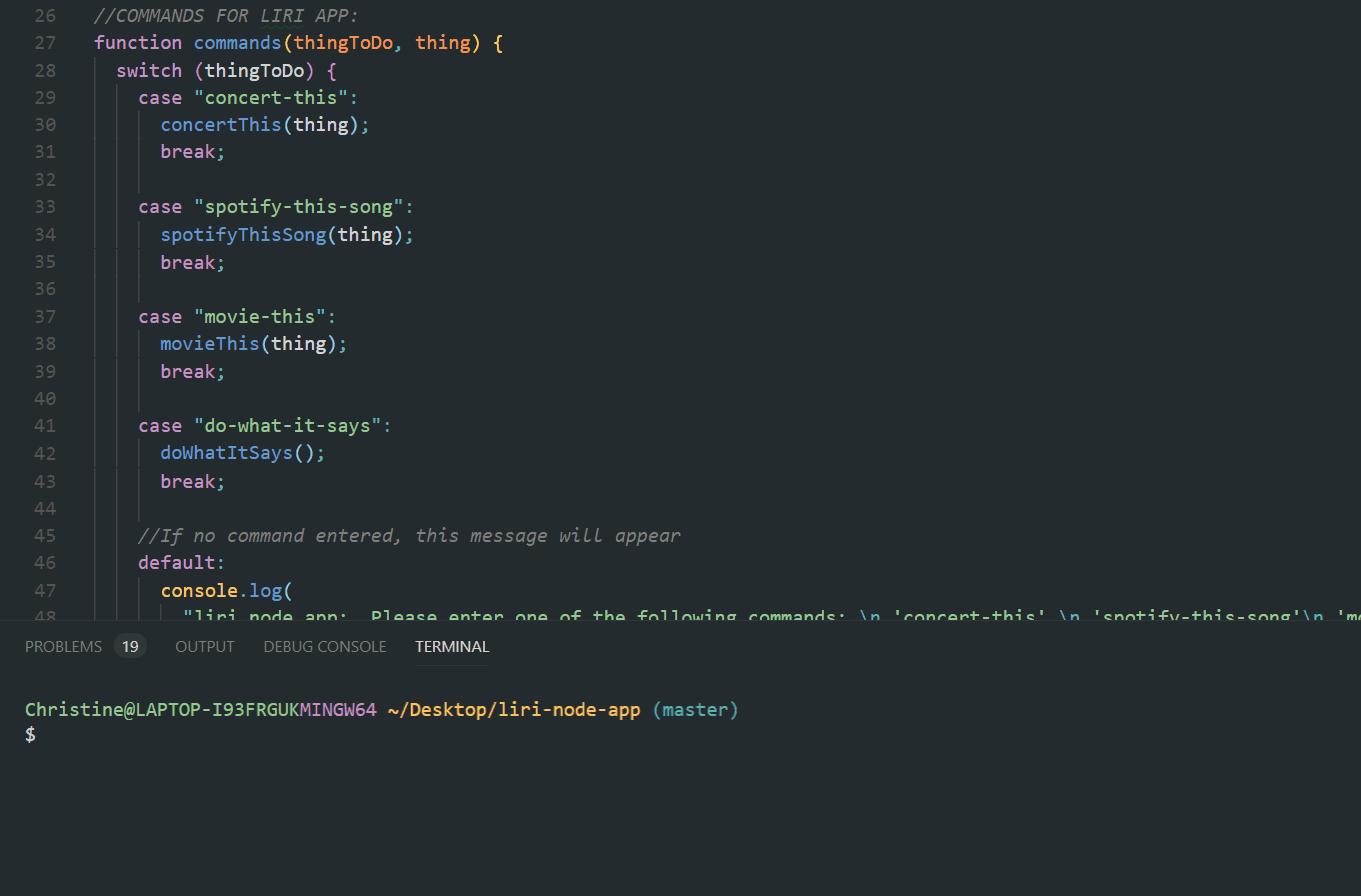 26 //COMMANDS FOR LIRI APP:
27 function commands(thingToDo, thing) {
28 switch (thingToDo) {
29 case "concert-this":
30 concertThis(thing);
31 break;
32
33 case "spotify-this-song":
34 spotifyThisSong(thing);
35 break;
36
37 case "movie-this":
38 movieThis(thing);
39 break;
40
41 case "do-what-it-says":
42 doWhatItSays();
43 break;
44
45 //If no command entered, this message will appear
46 default:
47 console.log(
48 "liri node app: Please enter one of the following commands: \n 'concert-this' \n 'spotify-this-song'\n
PROBLEMS 19 OUTPUT DEBUG CONSOLE TERMINAL
Christine@LAPTOP-I93FRGUKMINGW64 ~/Desktop/liri-node-app (master)
$